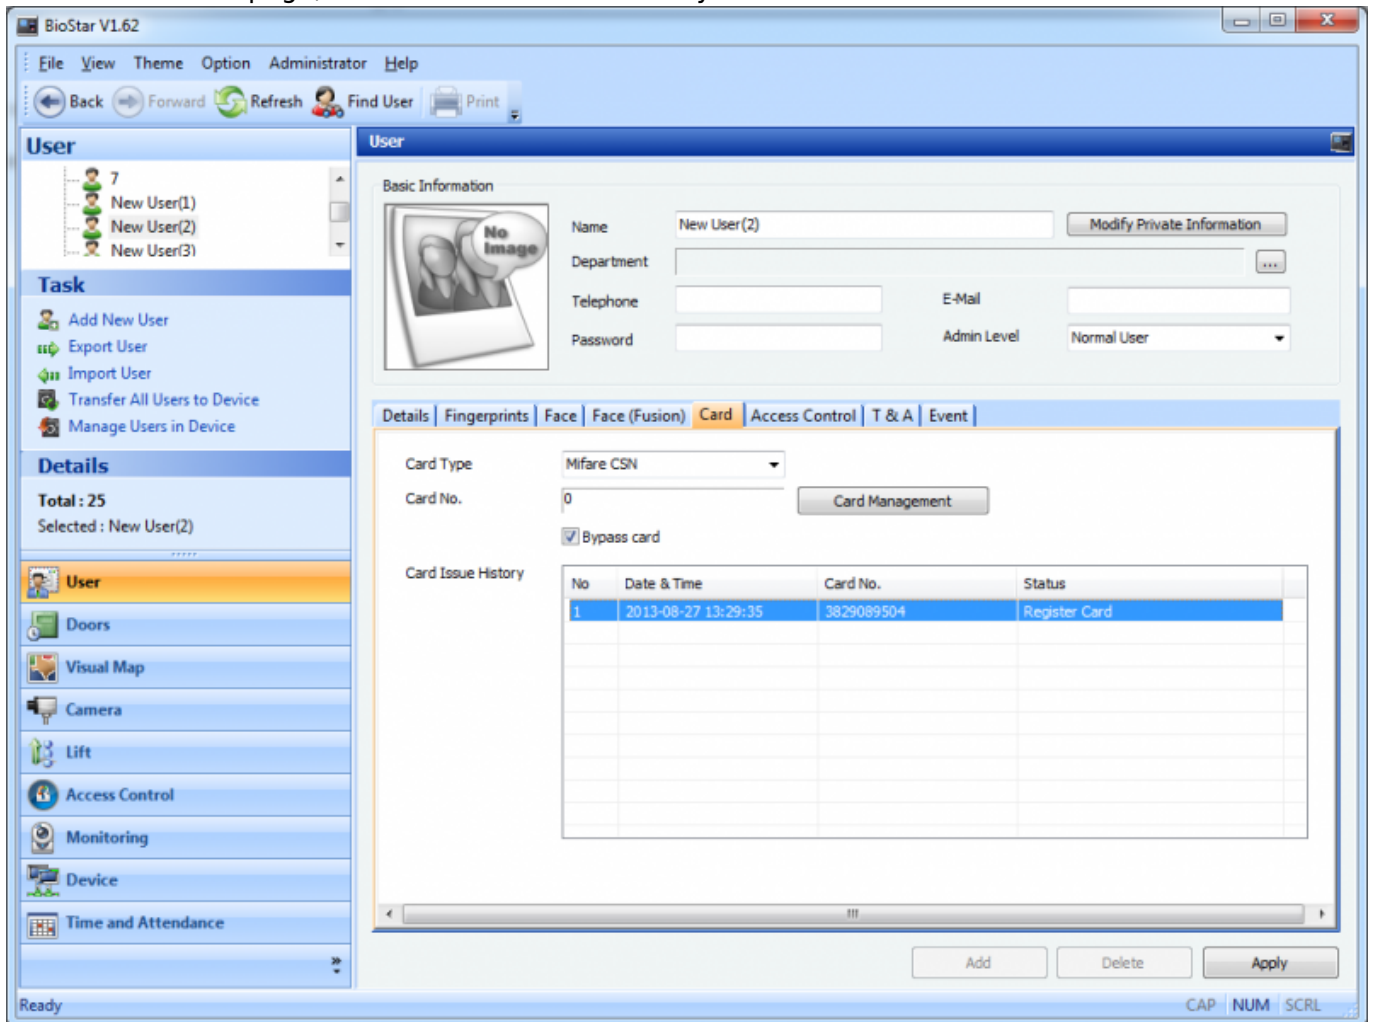 BioStar V1.62
File View Theme Option Administrator Help
Back Forward Refresh Find User Print
User
7
New User(1)
New User(2)
New User(3)
Task
Add New User
Export User
Import User
Transfer All Users to Device
Manage Users in Device
Details
Total : 25
Selected : New User(2)
User
Doors
Visual Map
Camera
Lift
Access Control
Monitoring
Device
Time and Attendance
User
Basic Information
No Image
Name New User(2) Modify Private Information
Department ...
Telephone E-Mail
Password Admin Level Normal User
Details Fingerprints Face Face (Fusion) Card Access Control T & A Event
Card Type Mifare CSN
Card No. 0 Card Management
Bypass card
Card Issue History
No Date & Time Card No. Status
1 2013-08-27 13:29:35 3829089504 Register Card
Add Delete Apply
Ready CAP NUM SCRL